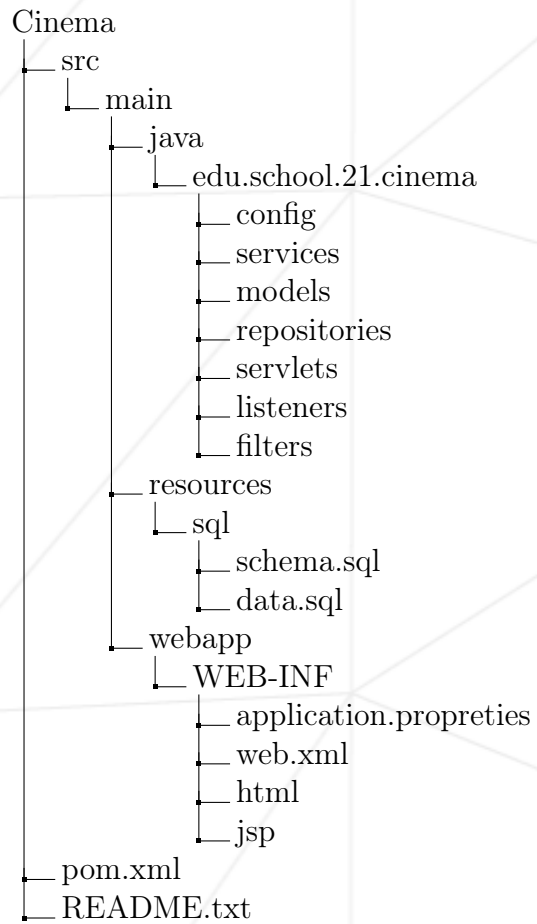 Cinema
src
main
java
edu.school.21.cinema
config
services
models
repositories
servlets
listeners
filters
resources
sql
schema.sql
data.sql
webapp
WEB-INF
application.propreties
web.xml
html
jsp
pom.xml
README.txt